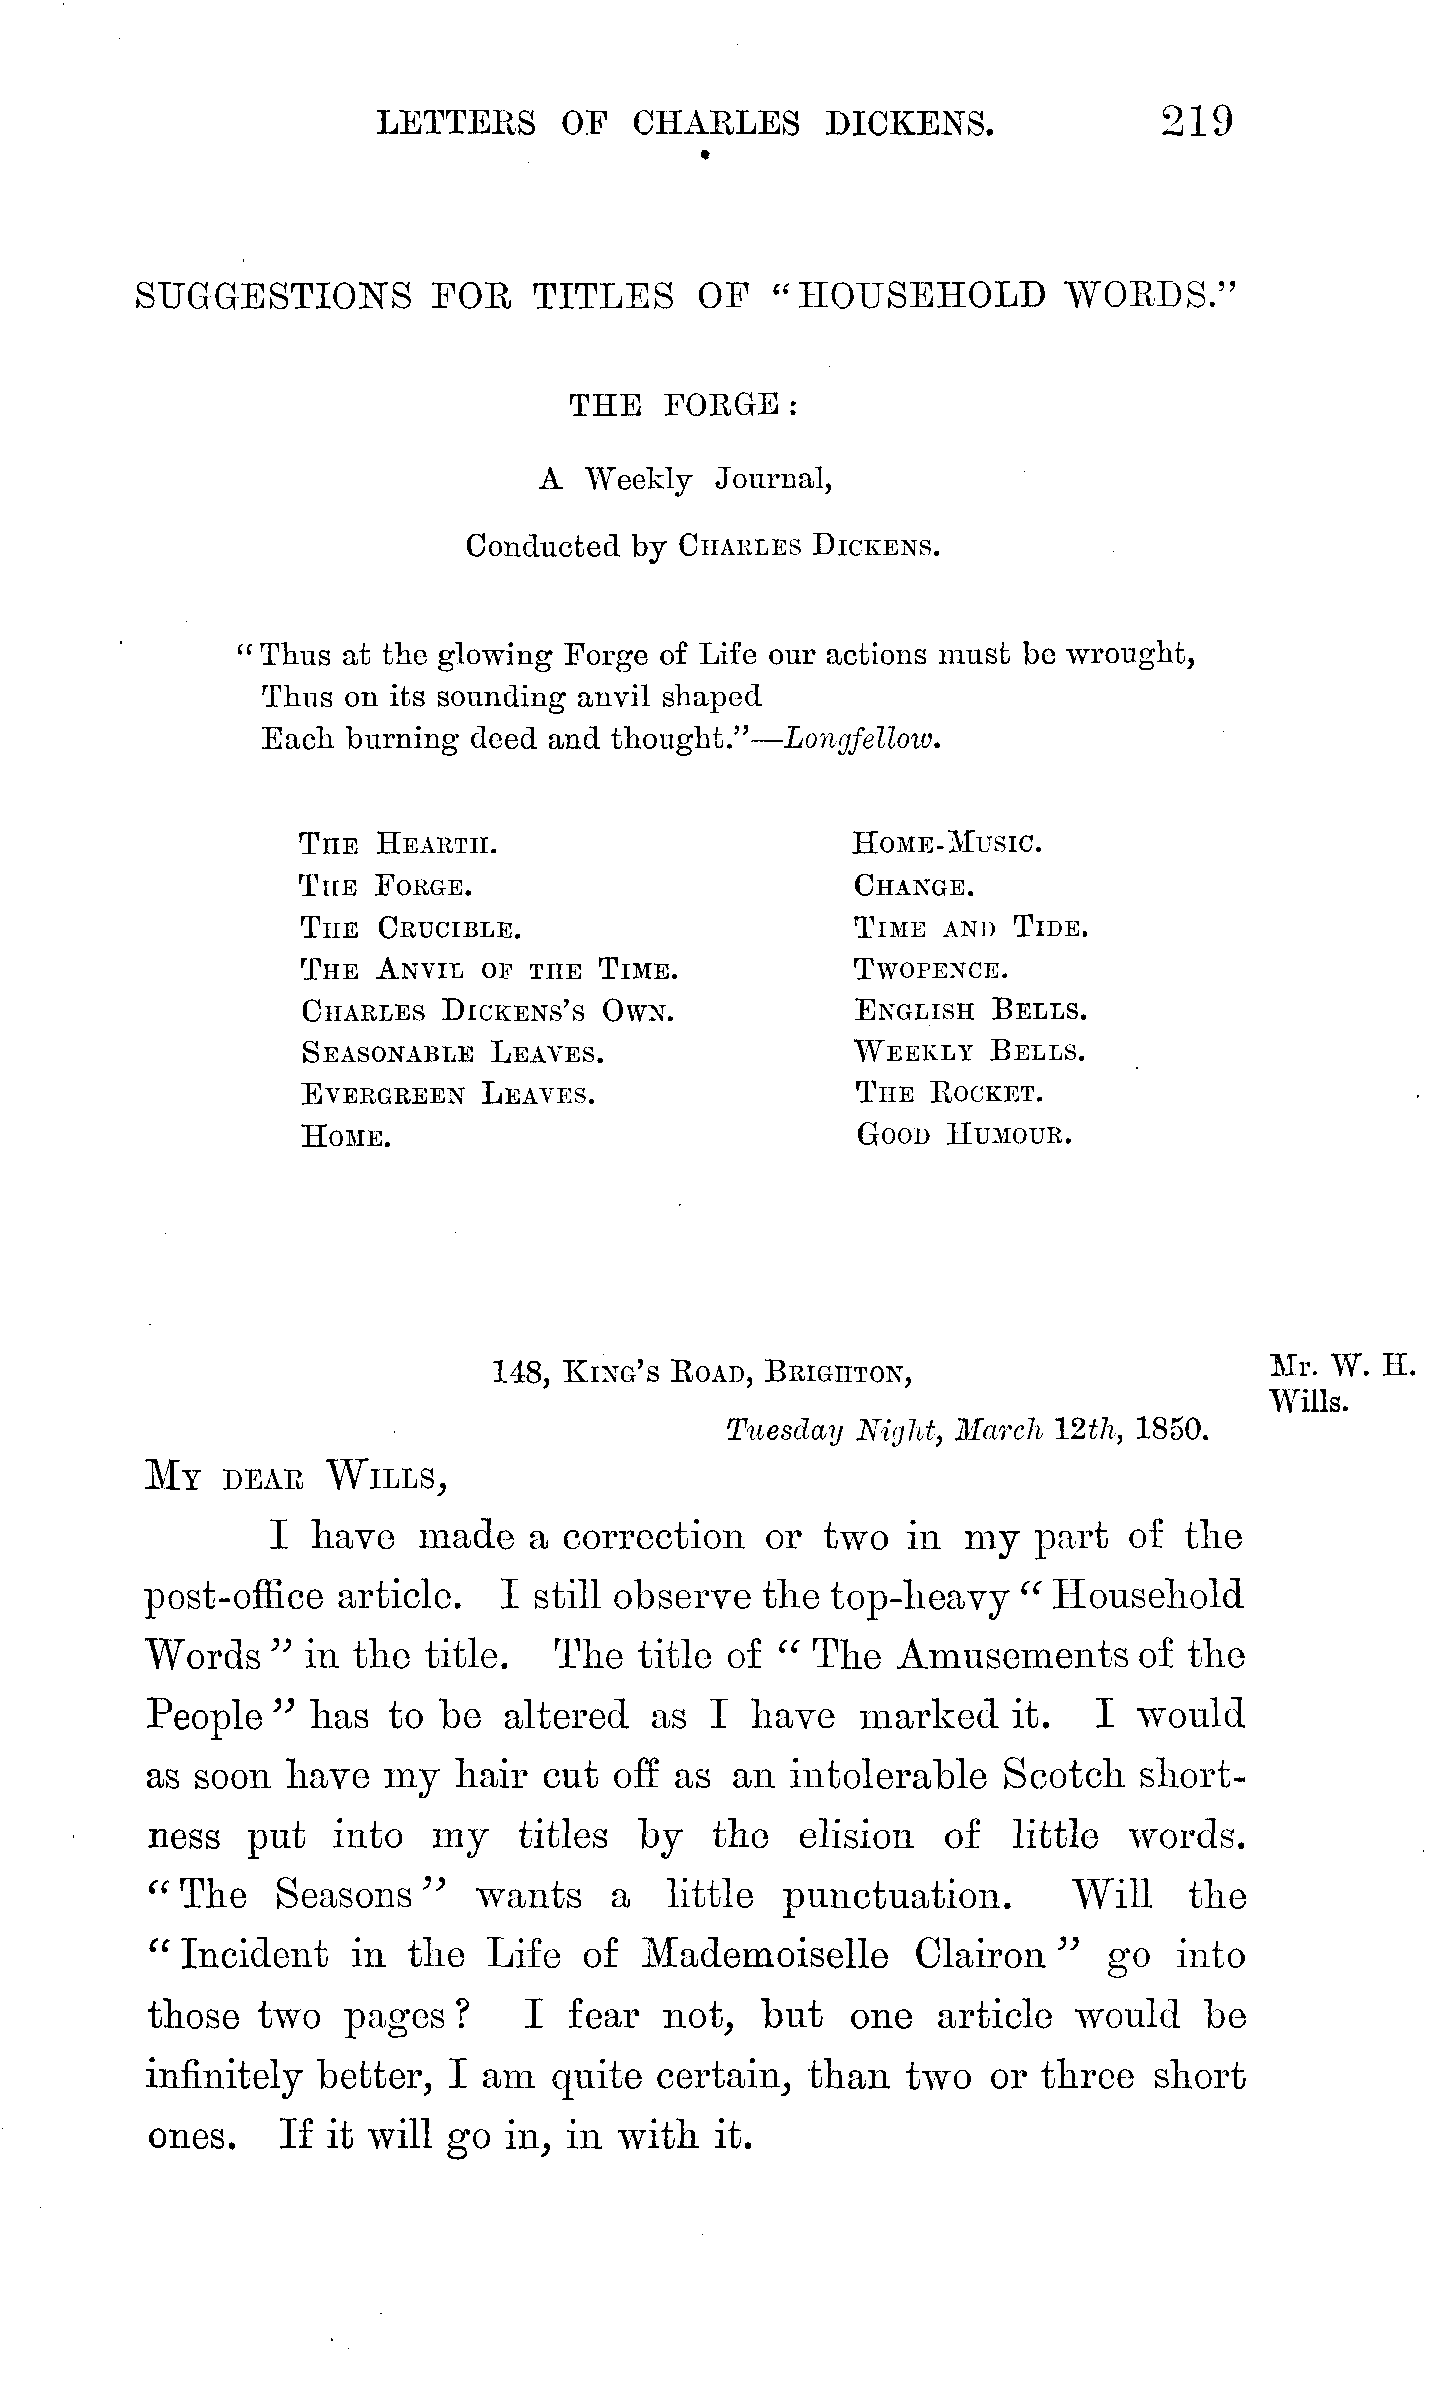 LETTERS OF CHARLES DICKENS. 219
SUGGESTIONS FOR TITLES OF "HOUSEHOLD WORDS."
THE FORGE:
A Weekly Journal,
Conducted by CHARLES DICKENS.
"Thus at the glowing Forge of Life our actions must be wrought,
Thus on its sounding anvil shaped
Each burning deed and thought."—Longfellow.
THE HEARTH.
THE FORGE.
THE CRUCIBLE.
THE ANVIL OF THE TIME.
CHARLES DICKENS'S OWN.
SEASONABLE LEAVES.
EVERGREEN LEAVES.
HOME.
HOME-MUSIC.
CHANGE.
TIME AND TIDE.
TWOPENCE.
ENGLISH BELLS.
WEEKLY BELLS.
THE ROCKET.
GOOD HUMOUR.
148, KING'S ROAD, BRIGHTON,
Tuesday Night, March 12th, 1850.
Mr. W. H.
Wills.
MY DEAR WILLS,
I have made a correction or two in my part of the
post-office article. I still observe the top-heavy "Household
Words" in the title. The title of "The Amusements of the
People" has to be altered as I have marked it. I would
as soon have my hair cut off as an intolerable Scotch short-
ness put into my titles by the elision of little words.
"The Seasons" wants a little punctuation. Will the
"Incident in the Life of Mademoiselle Clairon" go into
those two pages? I fear not, but one article would be
infinitely better, I am quite certain, than two or three short
ones. If it will go in, in with it.